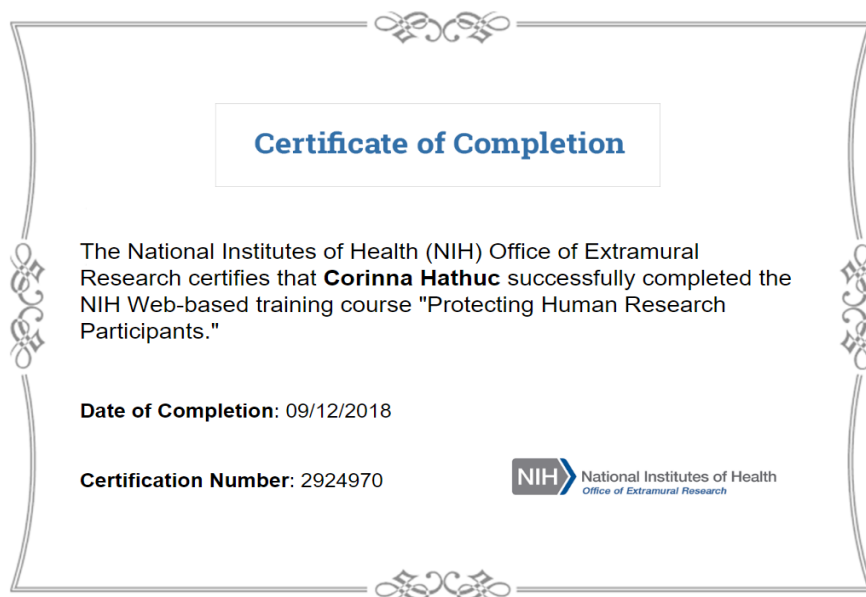 Certificate of Completion
The National Institutes of Health (NIH) Office of Extramural
Research certifies that Corinna Hathuc successfully completed the
NIH Web-based training course "Protecting Human Research
Participants."
Date of Completion: 09/12/2018
Certification Number: 2924970
NIH National Institutes of Health
Office of Extramural Research